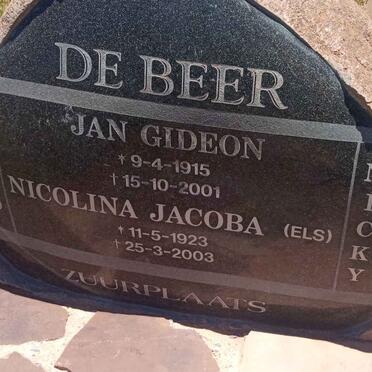 DE BEER
JAN GIDEON
* 9-4-1915
† 15-10-2001
NICOLINA JACOBA (ELS)
* 11-5-1923
† 25-3-2003
ZUURPLAATS
K
Y